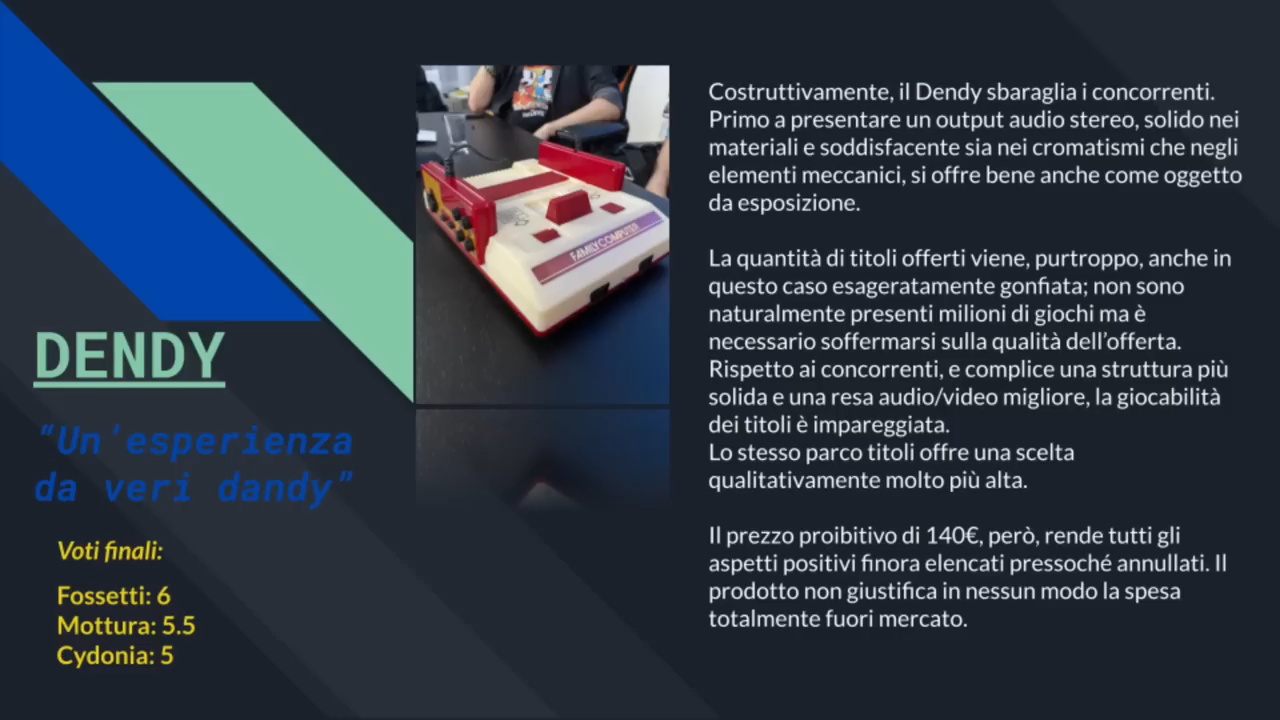 DENDY
“Un’esperienza
da veri dandy”
Voti finali:
Fossetti: 6
Mottura: 5.5
Cydonia: 5
FAMILY COMPUTER
Costruttivamente, il Dendy sbaraglia i concorrenti.
Primo a presentare un output audio stereo, solido nei
materiali e soddisfacente sia nei cromatismi che negli
elementi meccanici, si offre bene anche come oggetto
da esposizione.
La quantità di titoli offerti viene, purtroppo, anche in
questo caso esageratamente gonfiata; non sono
naturalmente presenti milioni di giochi ma è
necessario soffermarsi sulla qualità dell’offerta.
Rispetto ai concorrenti, e complice una struttura più
solida e una resa audio/video migliore, la giocabilità
dei titoli è impareggiata.
Lo stesso parco titoli offre una scelta
qualitativamente molto più alta.
Il prezzo proibitivo di 140€, però, rende tutti gli
aspetti positivi finora elencati pressoché annullati. Il
prodotto non giustifica in nessun modo la spesa
totalmente fuori mercato.